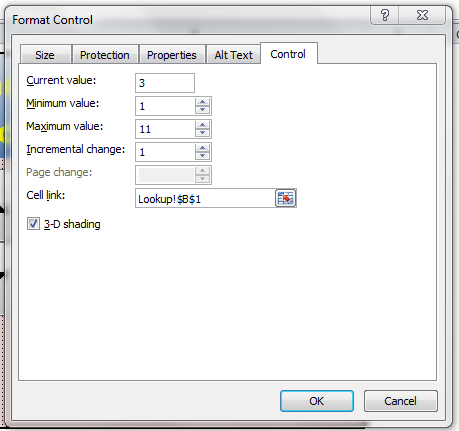 Format Control
Size Protection Properties Alt Text Control
Current value: 3
Minimum value: 1
Maximum value: 11
Incremental change: 1
Page change:
Cell link: Lookup!$B$1
3-D shading
OK Cancel